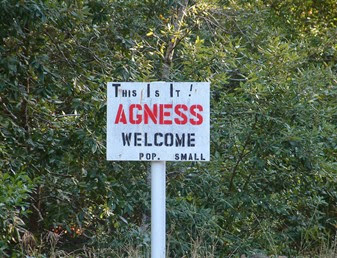 This Is It!
AGNESS
WELCOME
POP. SMALL